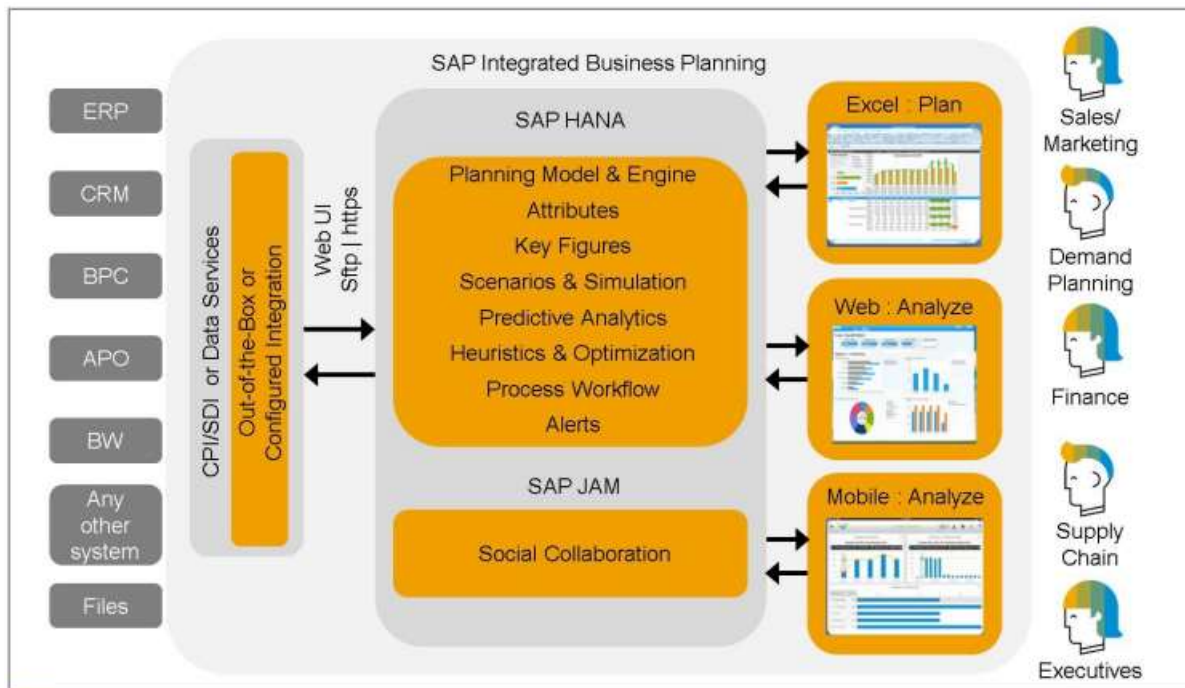 SAP Integrated Business Planning
ERP
CRM
BPC
APO
BW
Any
other
system
Files
CPI/SDI or Data Services
Out-of-the-Box or
Configured Integration
Web UI
Sftp | https
SAP HANA
Planning Model & Engine
Attributes
Key Figures
Scenarios & Simulation
Predictive Analytics
Heuristics & Optimization
Process Workflow
Alerts
SAP JAM
Social Collaboration
Excel : Plan
Web : Analyze
Mobile : Analyze
Sales/
Marketing
Demand
Planning
Finance
Supply
Chain
Executives